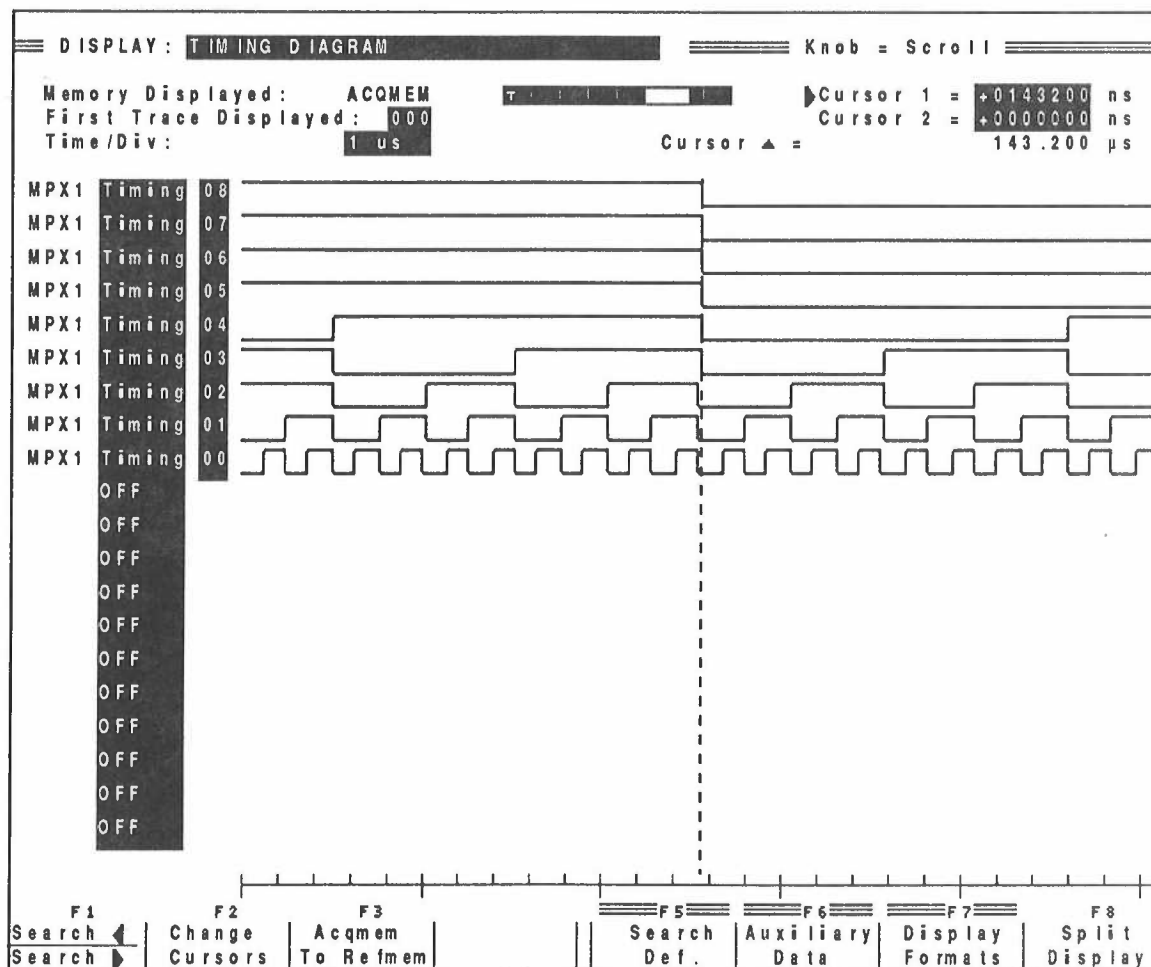 DISPLAY: TIMING DIAGRAM Knob = Scroll
Memory Displayed: ACQMEM T Cursor 1 = +0143200 ns
First Trace Displayed: 000 Cursor 2 = +0000000 ns
Time/Div: 1 us Cursor ▲ = 143.200 µs
MPX1 Timing 08
MPX1 Timing 07
MPX1 Timing 06
MPX1 Timing 05
MPX1 Timing 04
MPX1 Timing 03
MPX1 Timing 02
MPX1 Timing 01
MPX1 Timing 00
OFF
OFF
OFF
OFF
OFF
OFF
OFF
OFF
OFF
OFF
OFF
F1 F2 F3 F5 F6 F7 F8
Search ◀ Change Acqmem Search Auxiliary Display Split
Search ▶ Cursors To Refmem Def. Data Formats Display